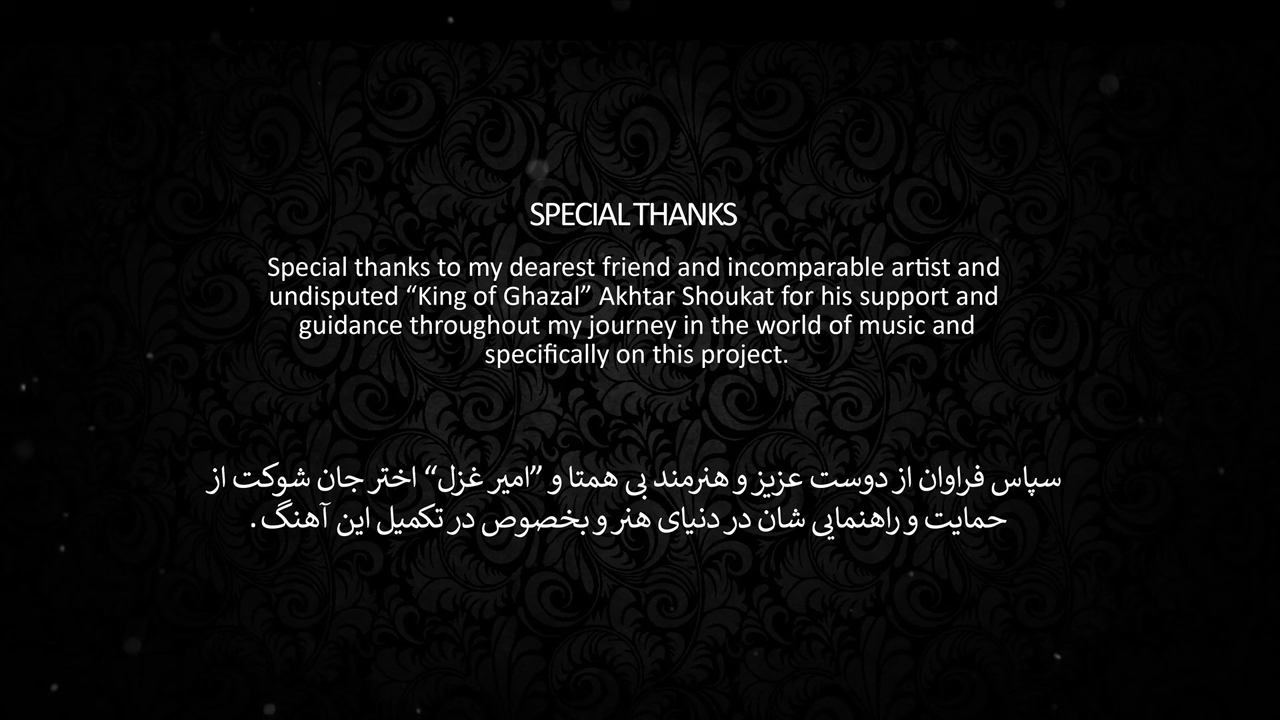 SPECIAL THANKS
Special thanks to my dearest friend and incomparable artist and
undisputed “King of Ghazal” Akhtar Shoukat for his support and
guidance throughout my journey in the world of music and
specifically on this project.
سپاس فراوان از دوست عزیز و هنرمند بی همتا و ”امیر غزل“ اختر جان شوکت از
حمایت و راهنمایی شان در دنیای هنر و بخصوص در تکمیل این آهنگ.